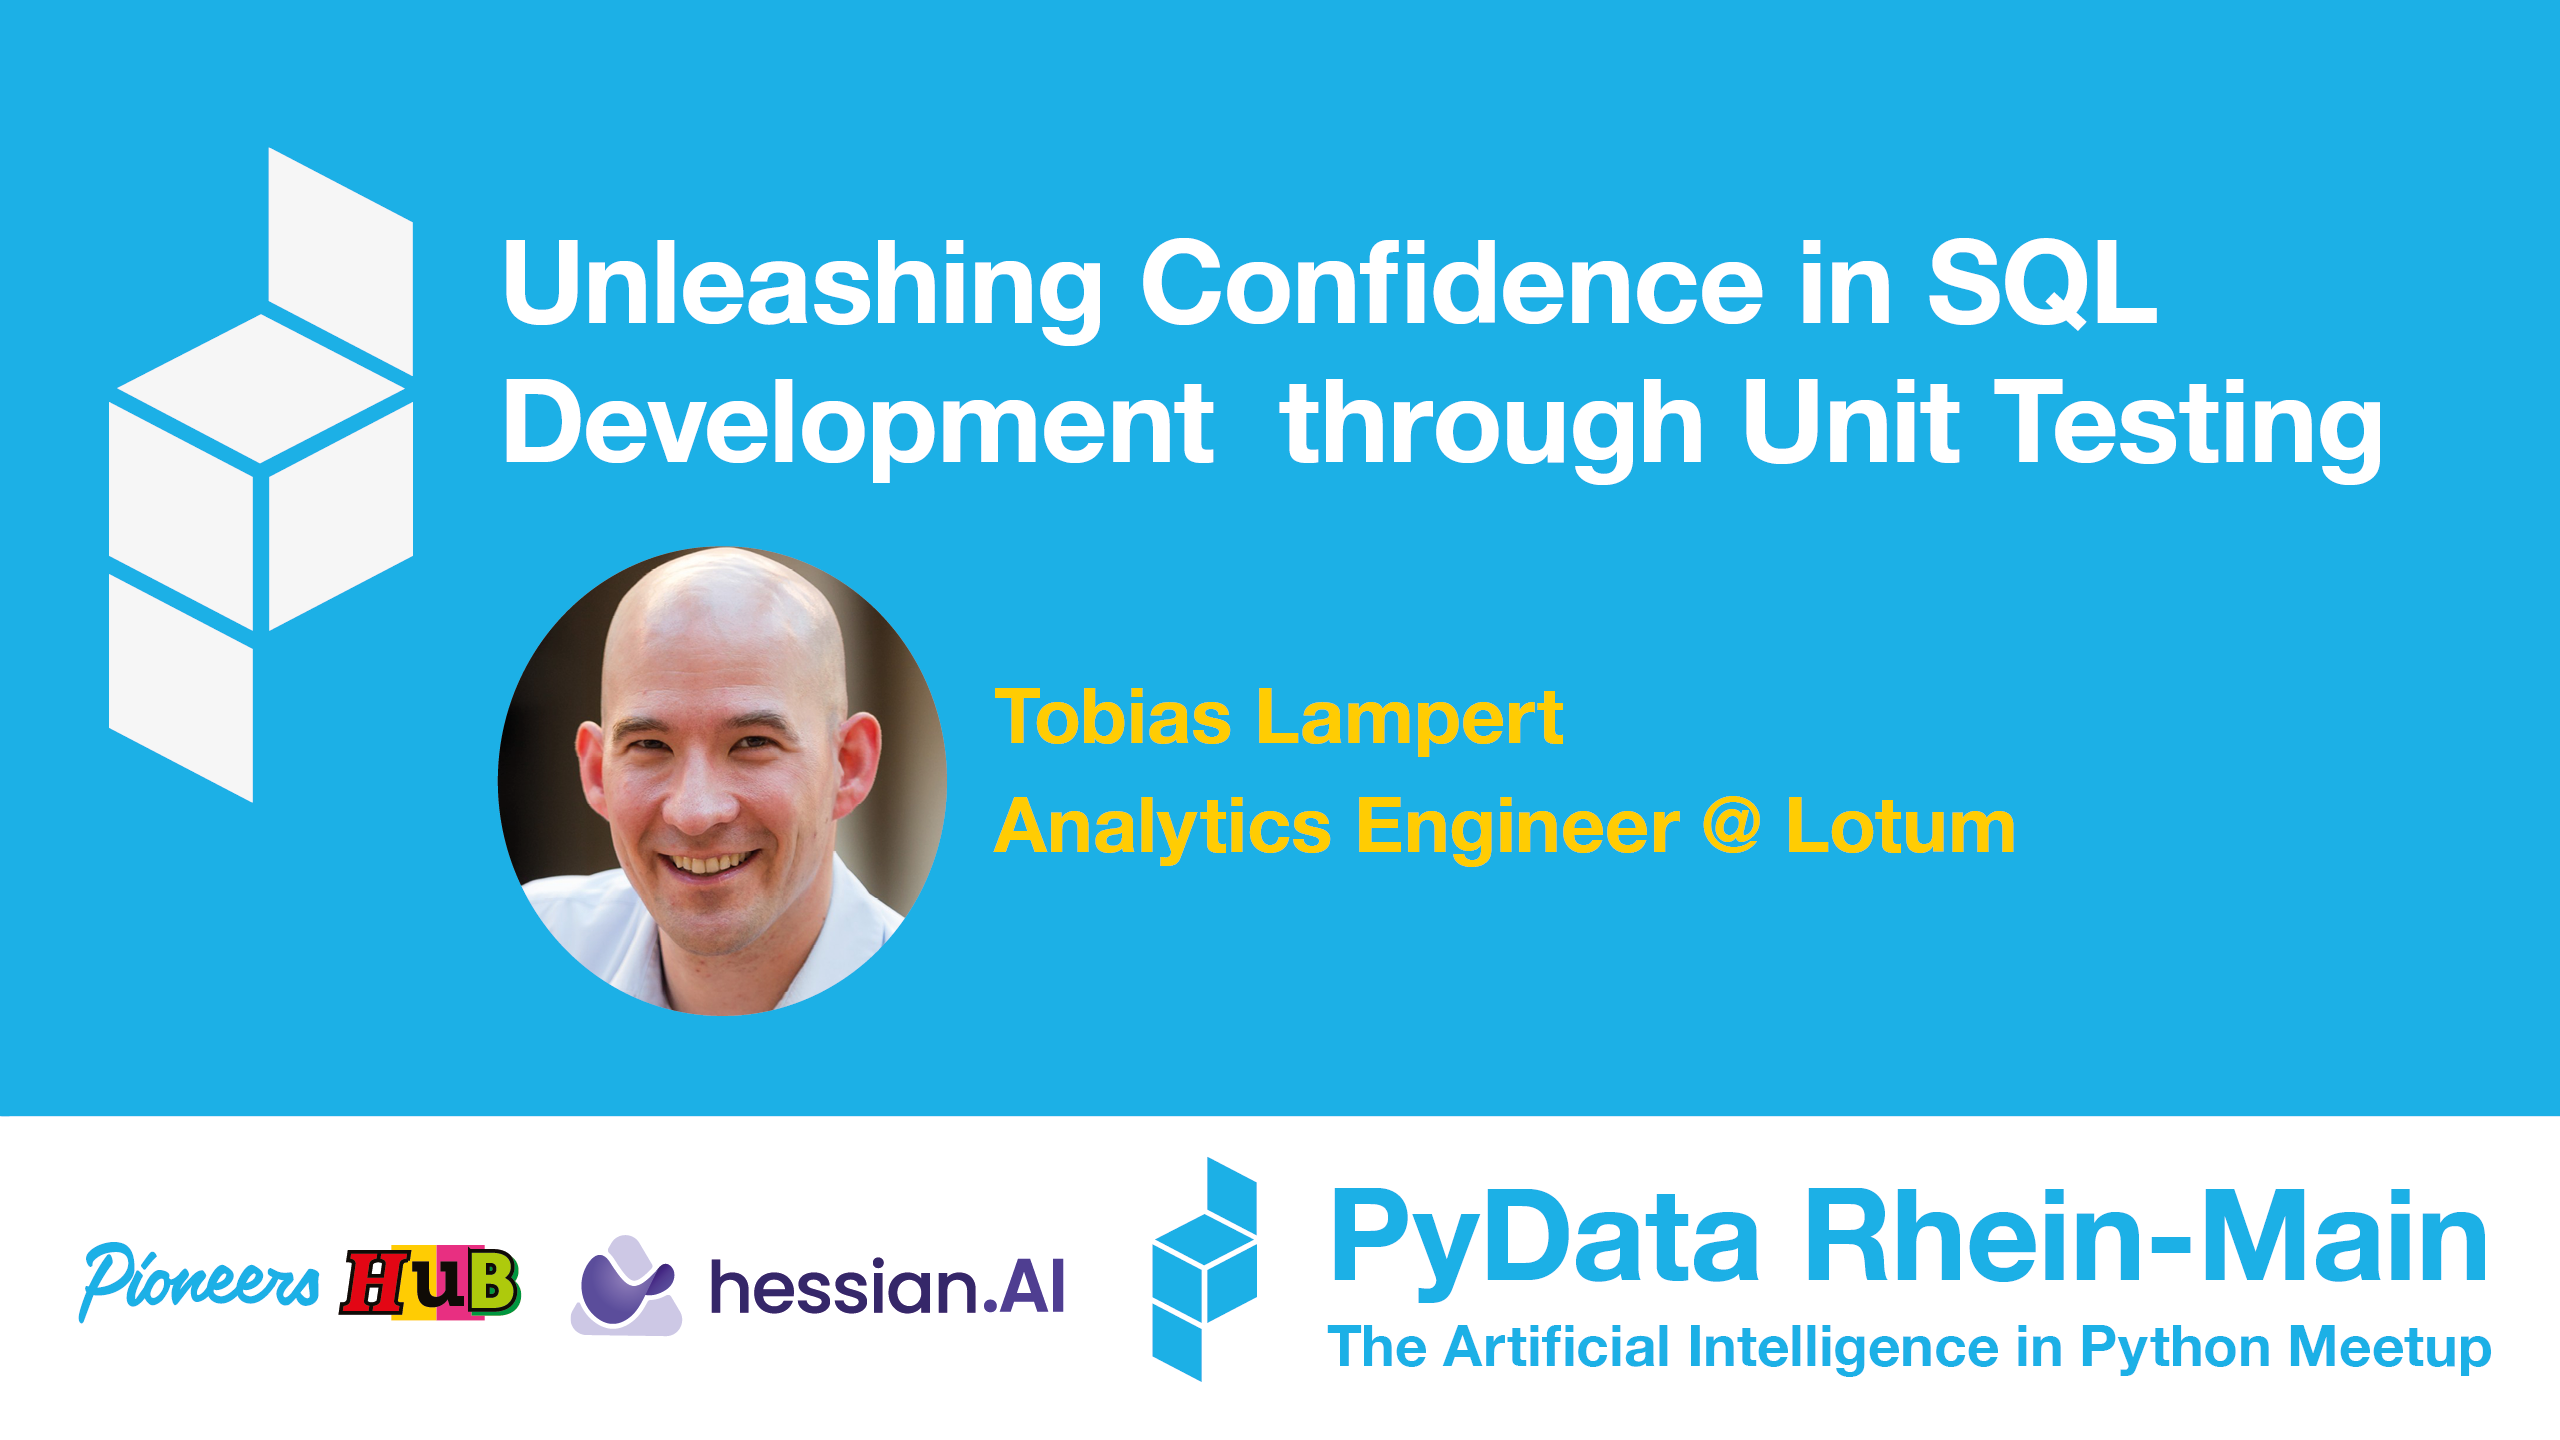 Unleashing Confidence in SQL
Development  through Unit Testing
Tobias Lampert
Analytics Engineer @ Lotum
Pioneers HuB
hessian.AI
PyData Rhein-Main
The Artificial Intelligence in Python Meetup